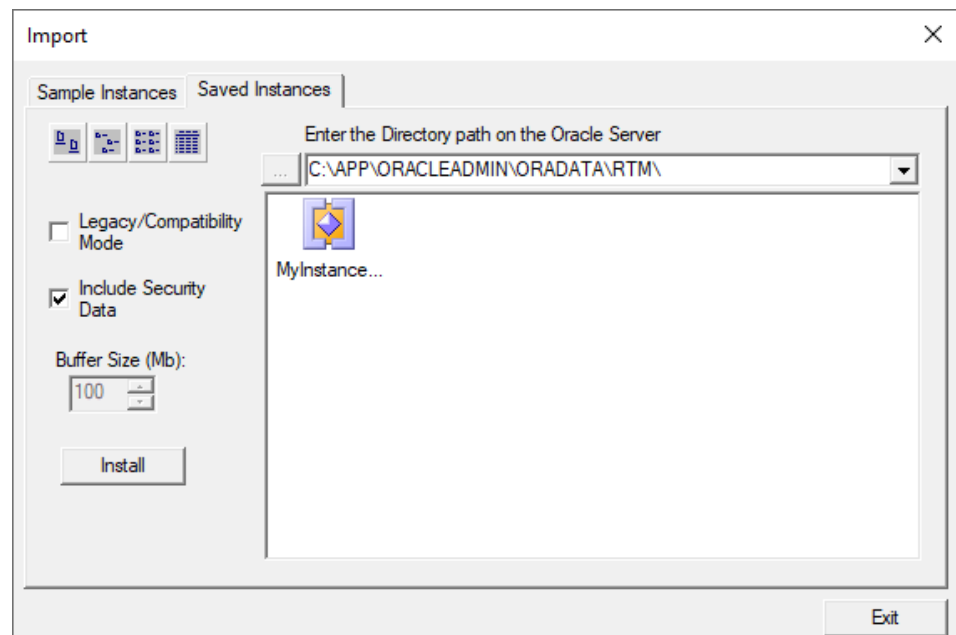 Import
Sample Instances
Saved Instances
Enter the Directory path on the Oracle Server
...
C:\APP\ORACLEADMIN\ORADATA\RTM\
Legacy/Compatibility
Mode
MyInstance...
Include Security
Data
Buffer Size (Mb):
100
Install
Exit